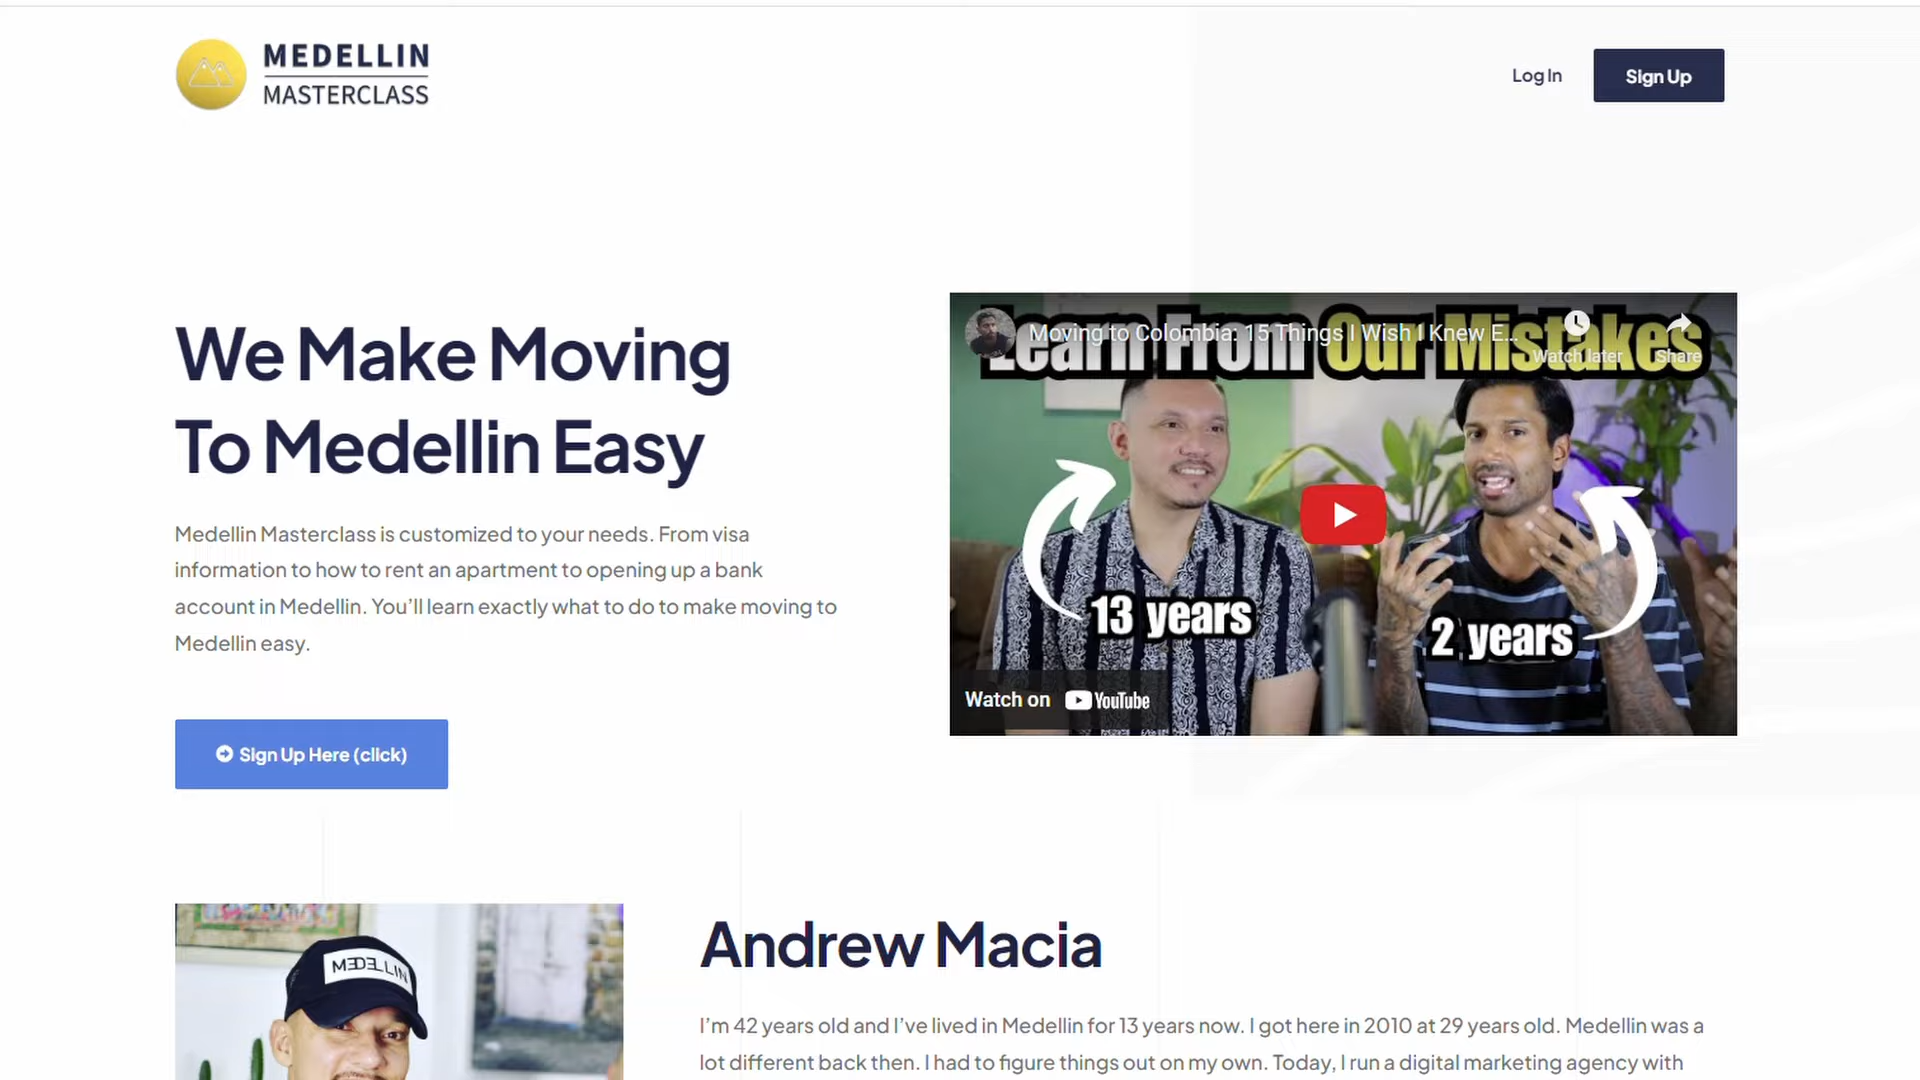 MEDELLIN
MASTERCLASS
Log In
Sign Up
We Make Moving
To Medellin Easy
Medellin Masterclass is customized to your needs. From visa
information to how to rent an apartment to opening up a bank
account in Medellin. You’ll learn exactly what to do to make moving to
Medellin easy.
Sign Up Here (click)
Learn From Our Mistakes
Moving to Colombia: 15 Things I Wish I Knew E...
Watch later
Share
13 years
2 years
Watch on YouTube
MEDELLIN
Andrew Macia
I’m 42 years old and I’ve lived in Medellin for 13 years now. I got here in 2010 at 29 years old. Medellin was a
lot different back then. I had to figure things out on my own. Today, I run a digital marketing agency with